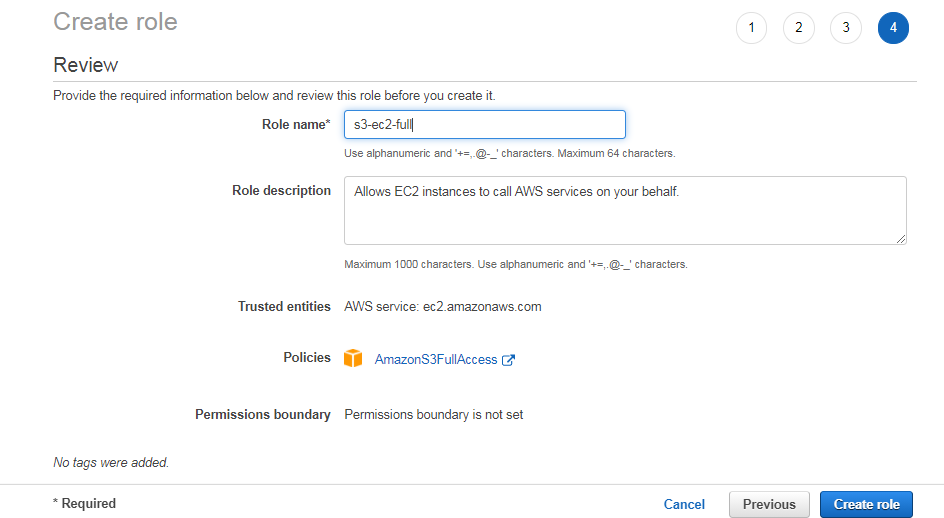 Create role
1 2 3 4
Review
Provide the required information below and review this role before you create it.
Role name* s3-ec2-full
Use alphanumeric and '+=,.@-_' characters. Maximum 64 characters.
Role description Allows EC2 instances to call AWS services on your behalf.
Maximum 1000 characters. Use alphanumeric and '+=,.@-_' characters.
Trusted entities AWS service: ec2.amazonaws.com
Policies AmazonS3FullAccess
Permissions boundary Permissions boundary is not set
No tags were added.
* Required Cancel Previous Create role